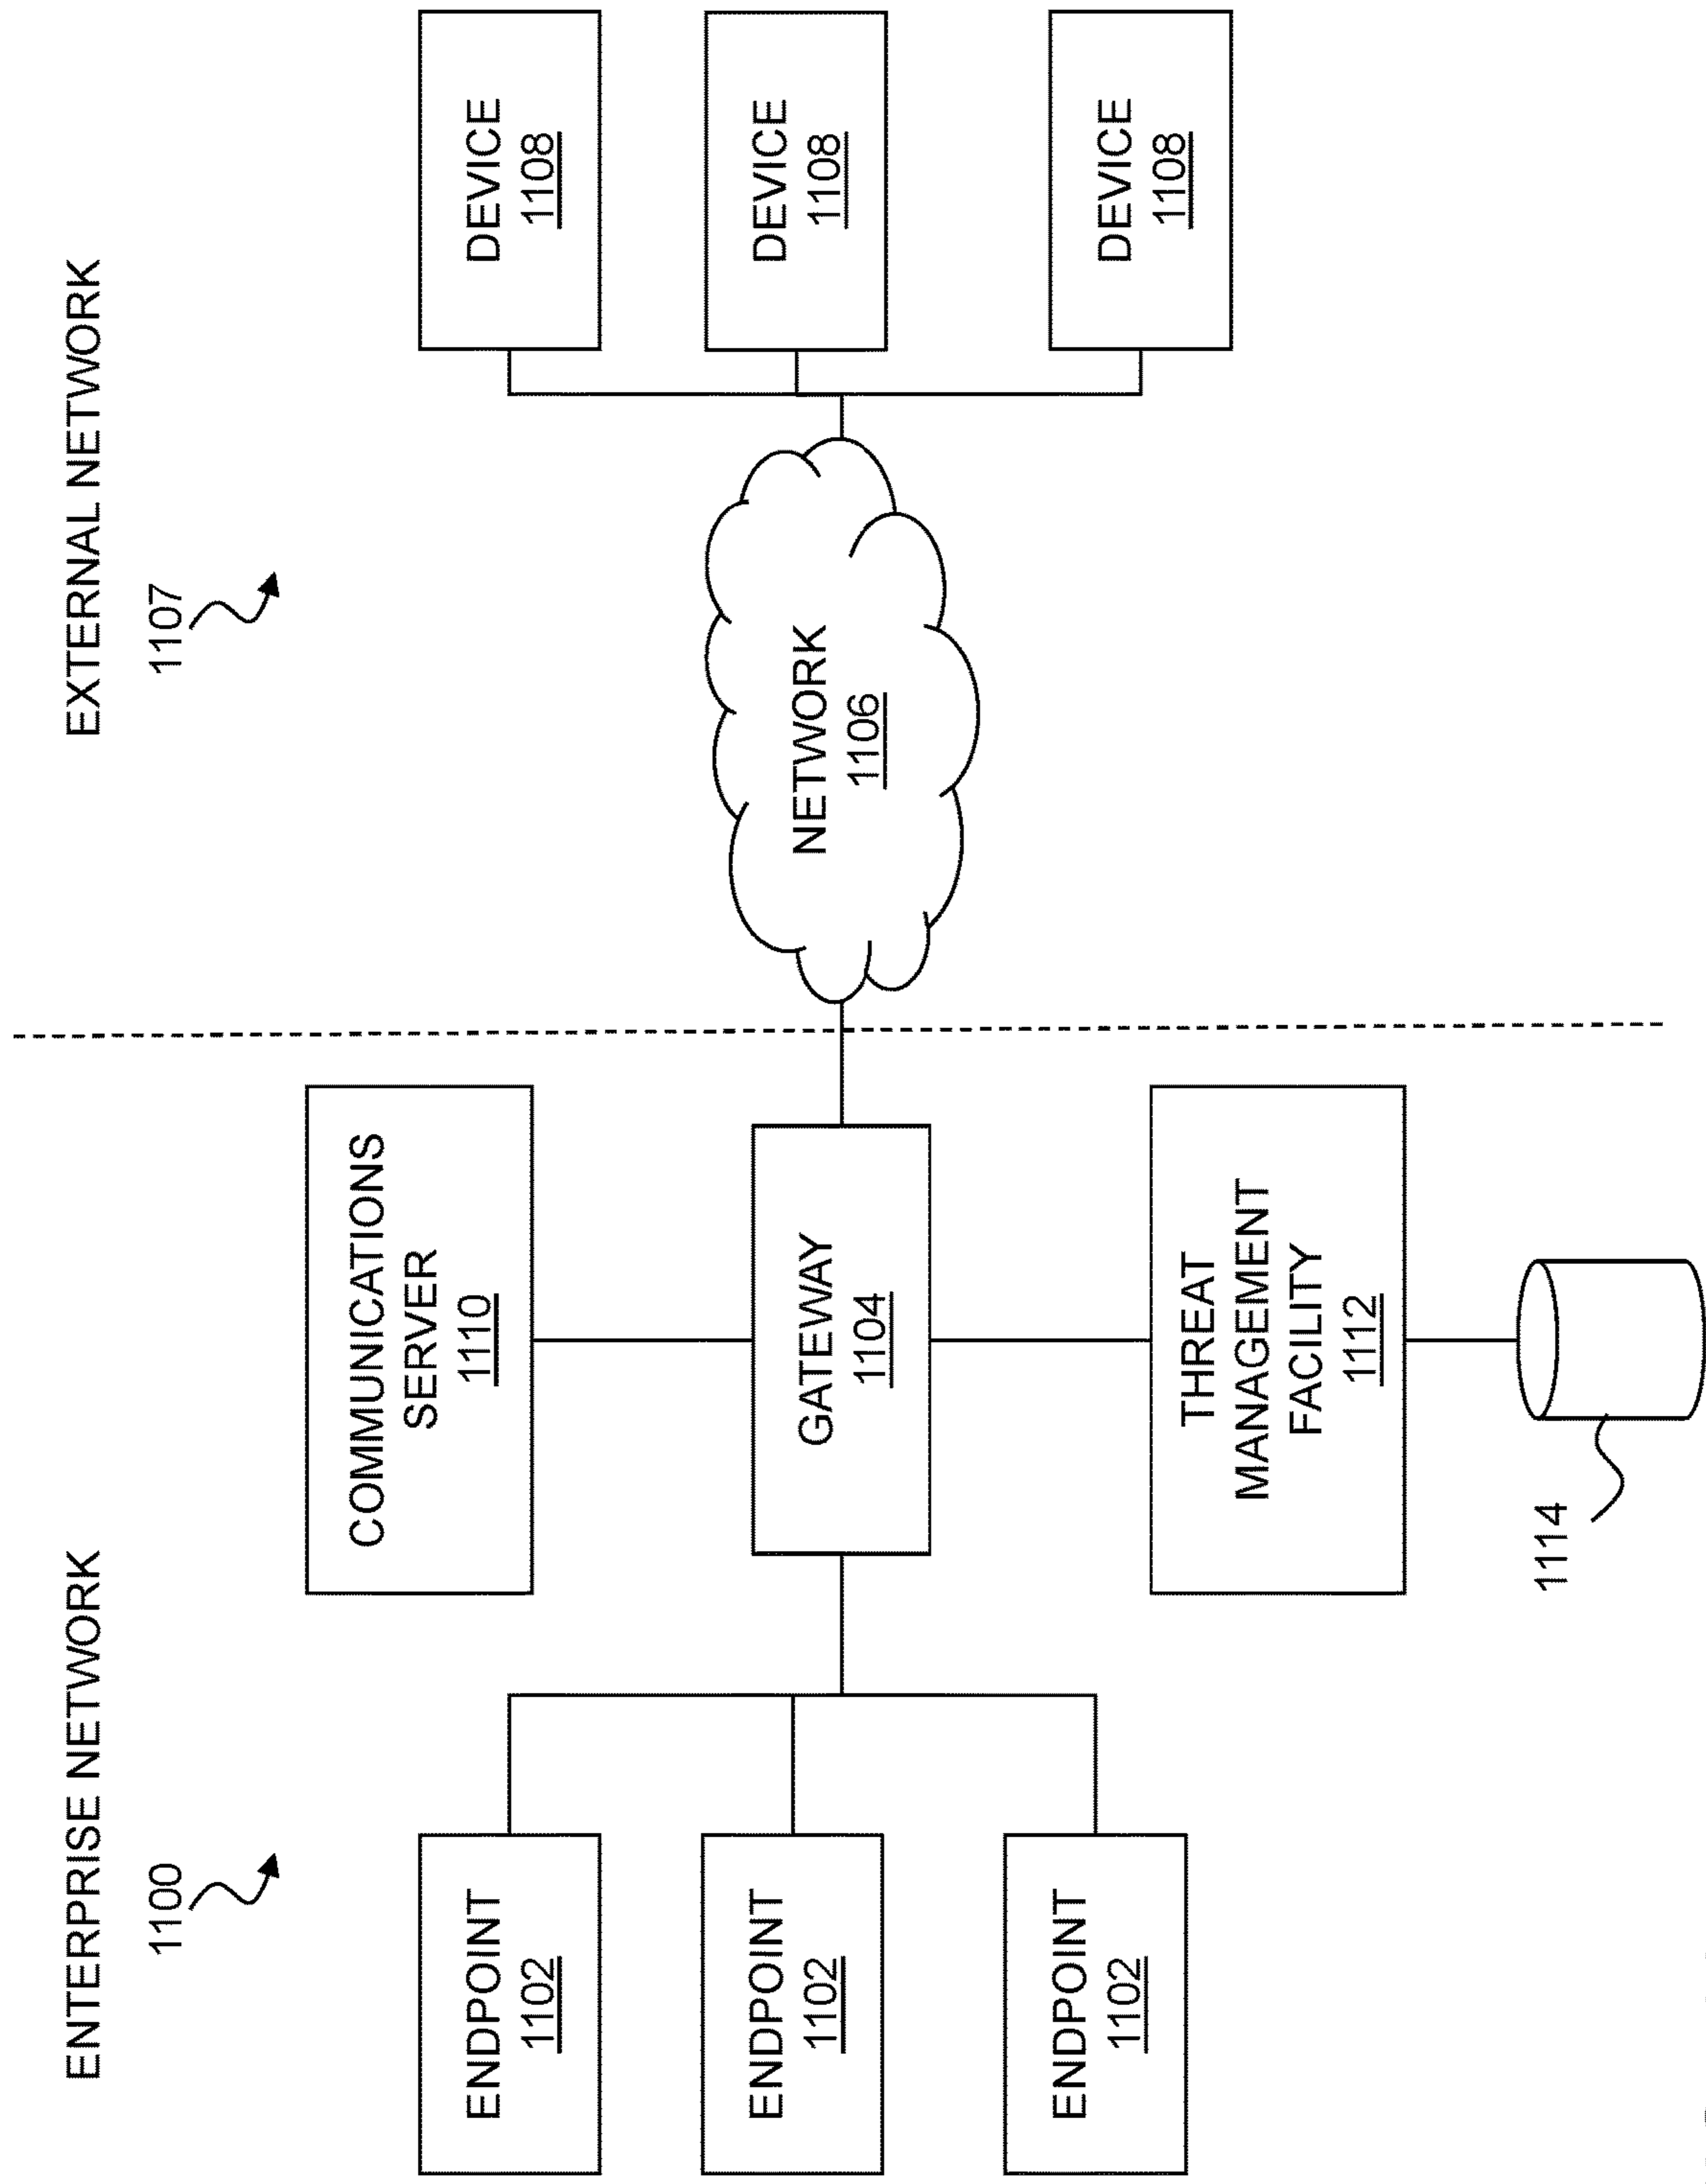 ENTERPRISE NETWORK
1100
EXTERNAL NETWORK
1107
ENDPOINT
1102
ENDPOINT
1102
ENDPOINT
1102
COMMUNICATIONS
SERVER
1110
GATEWAY
1104
THREAT
MANAGEMENT
FACILITY
1112
1114
NETWORK
1106
DEVICE
1108
DEVICE
1108
DEVICE
1108